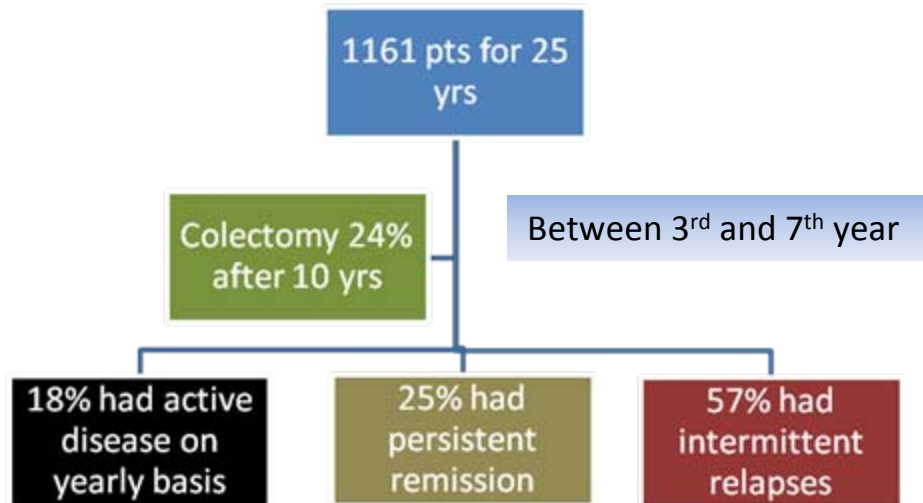 1161 pts for 25
yrs
Colectomy 24%
after 10 yrs
Between 3rd and 7th year
18% had active
disease on
yearly basis
25% had
persistent
remission
57% had
intermittent
relapses